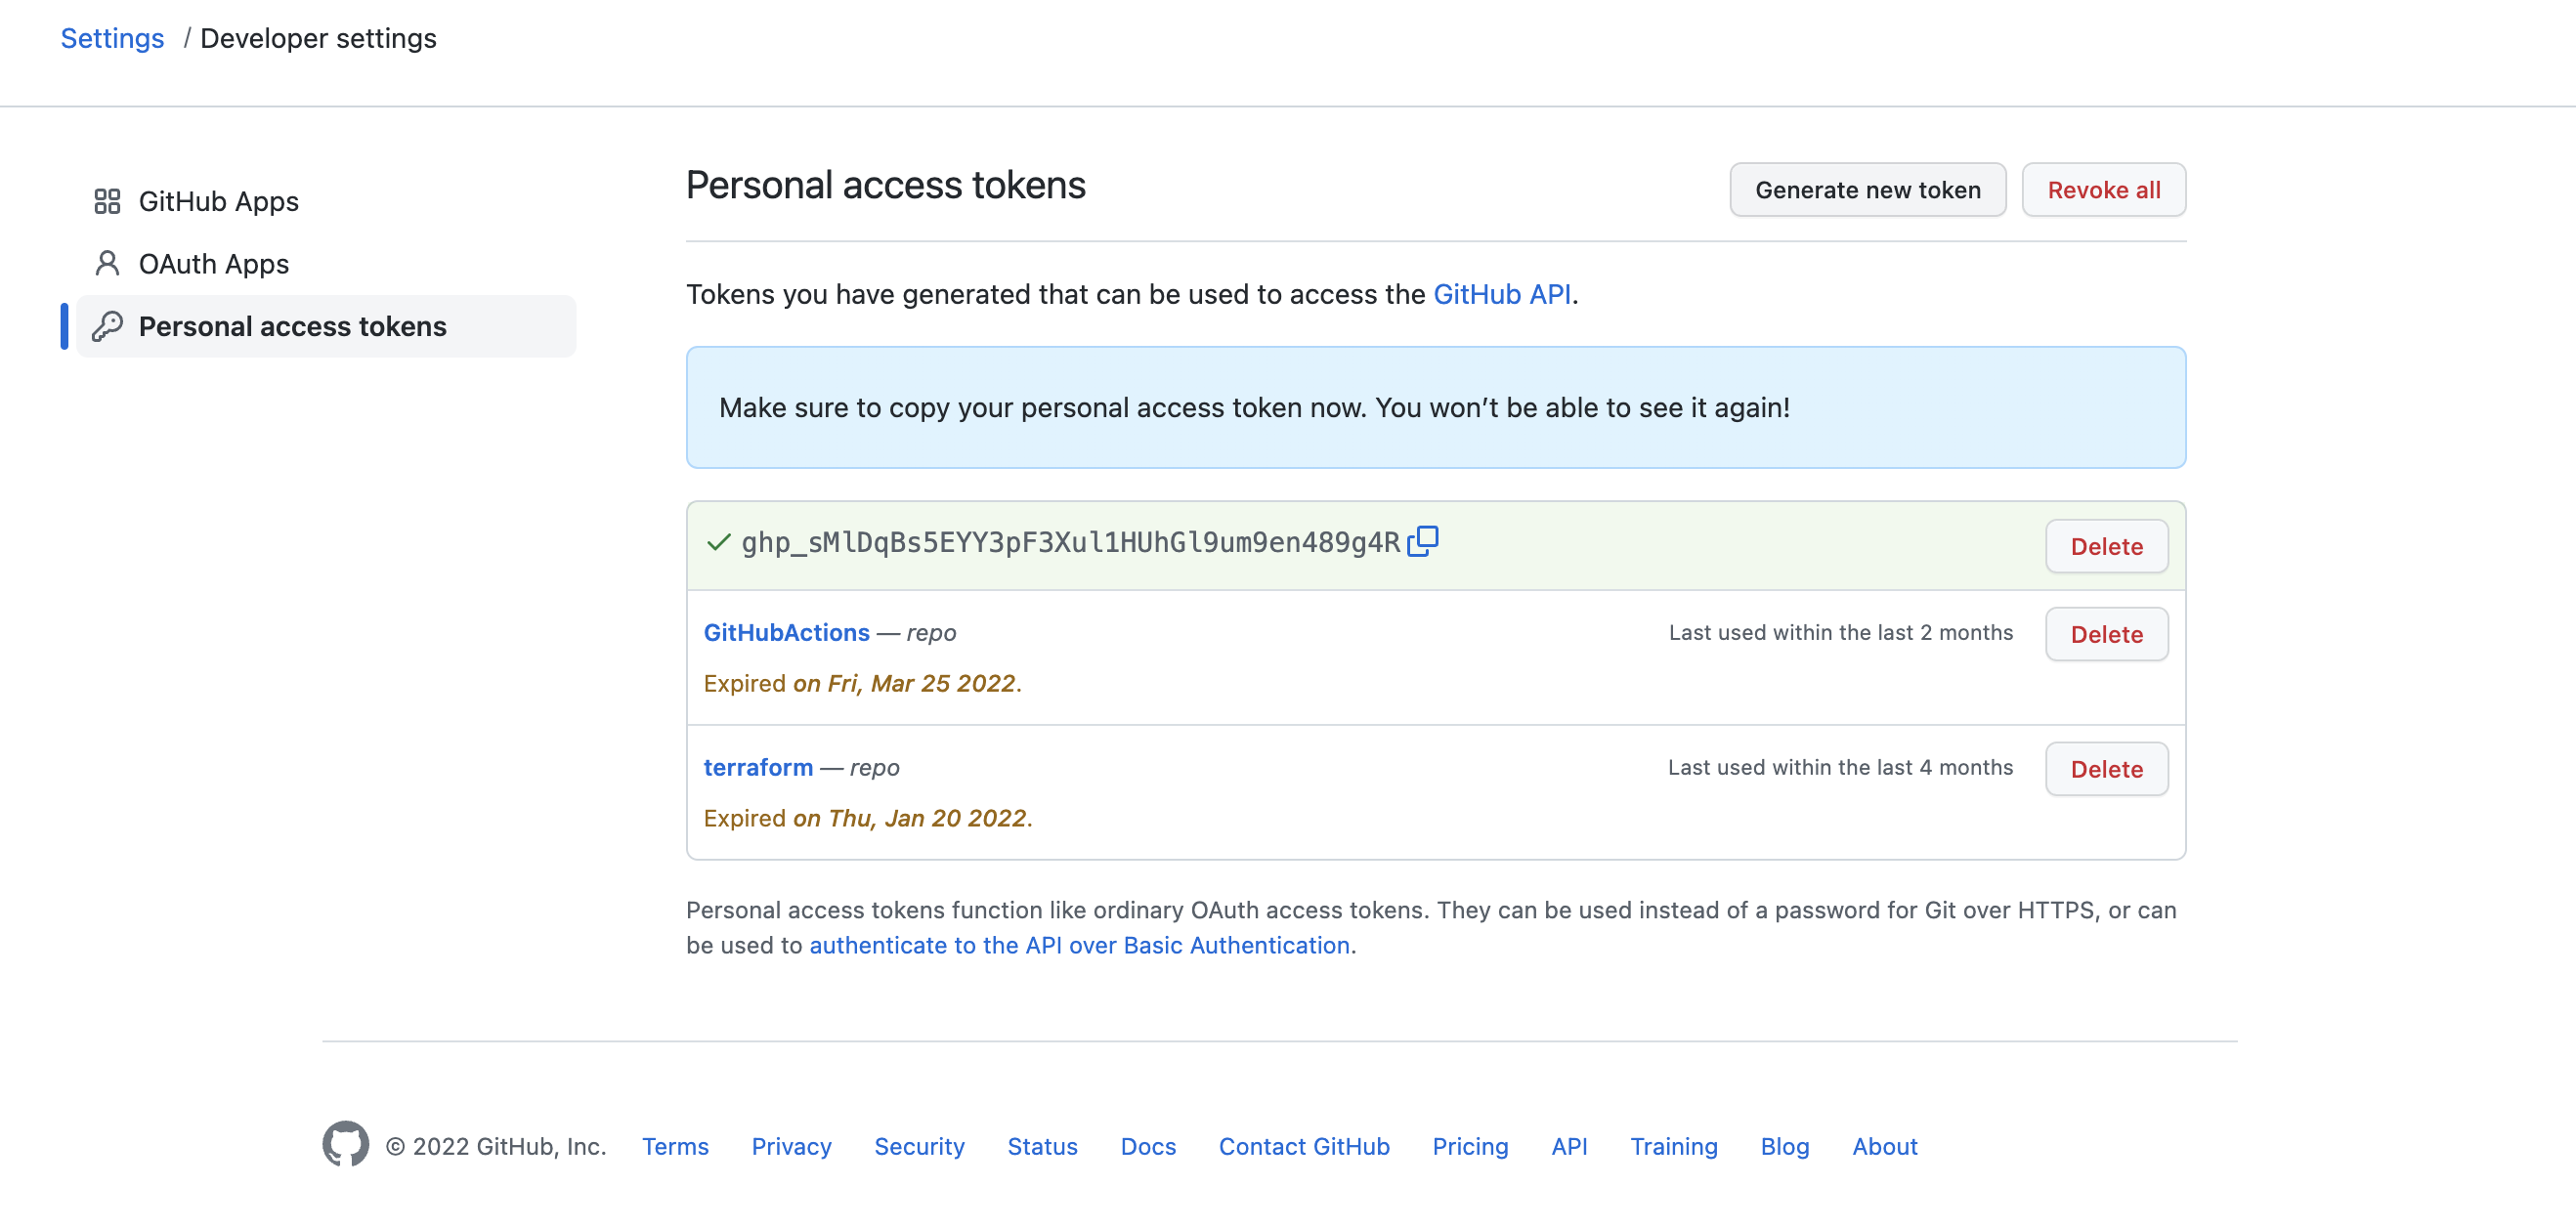 Settings / Developer settings
GitHub Apps
OAuth Apps
Personal access tokens
Personal access tokens
Generate new token
Revoke all
Tokens you have generated that can be used to access the GitHub API.
Make sure to copy your personal access token now. You won’t be able to see it again!
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
Delete
GitHubActions — repo
Last used within the last 2 months
Delete
Expired on Fri, Mar 25 2022.
terraform — repo
Last used within the last 4 months
Delete
Expired on Thu, Jan 20 2022.
Personal access tokens function like ordinary OAuth access tokens. They can be used instead of a password for Git over HTTPS, or can
be used to authenticate to the API over Basic Authentication.
© 2022 GitHub, Inc. Terms Privacy Security Status Docs Contact GitHub Pricing API Training Blog About